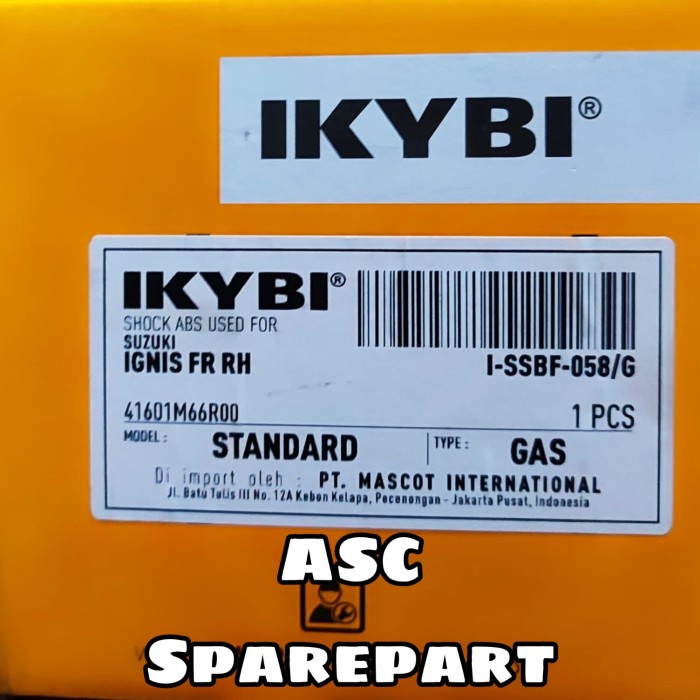 IKYBI®
IKYBI®
SHOCK ABS USED FOR
SUZUKI
IGNIS FR RH
I-SSBF-058/G
41601M66R00
1 PCS
MODEL : STANDARD
TYPE : GAS
Di import oleh : PT. MASCOT INTERNATIONAL
Jl. Batu Tulis III No. 12A Kebon Kelapa, Pecenongan - Jakarta Pusat, Indonesia
ASC
SPAREPART